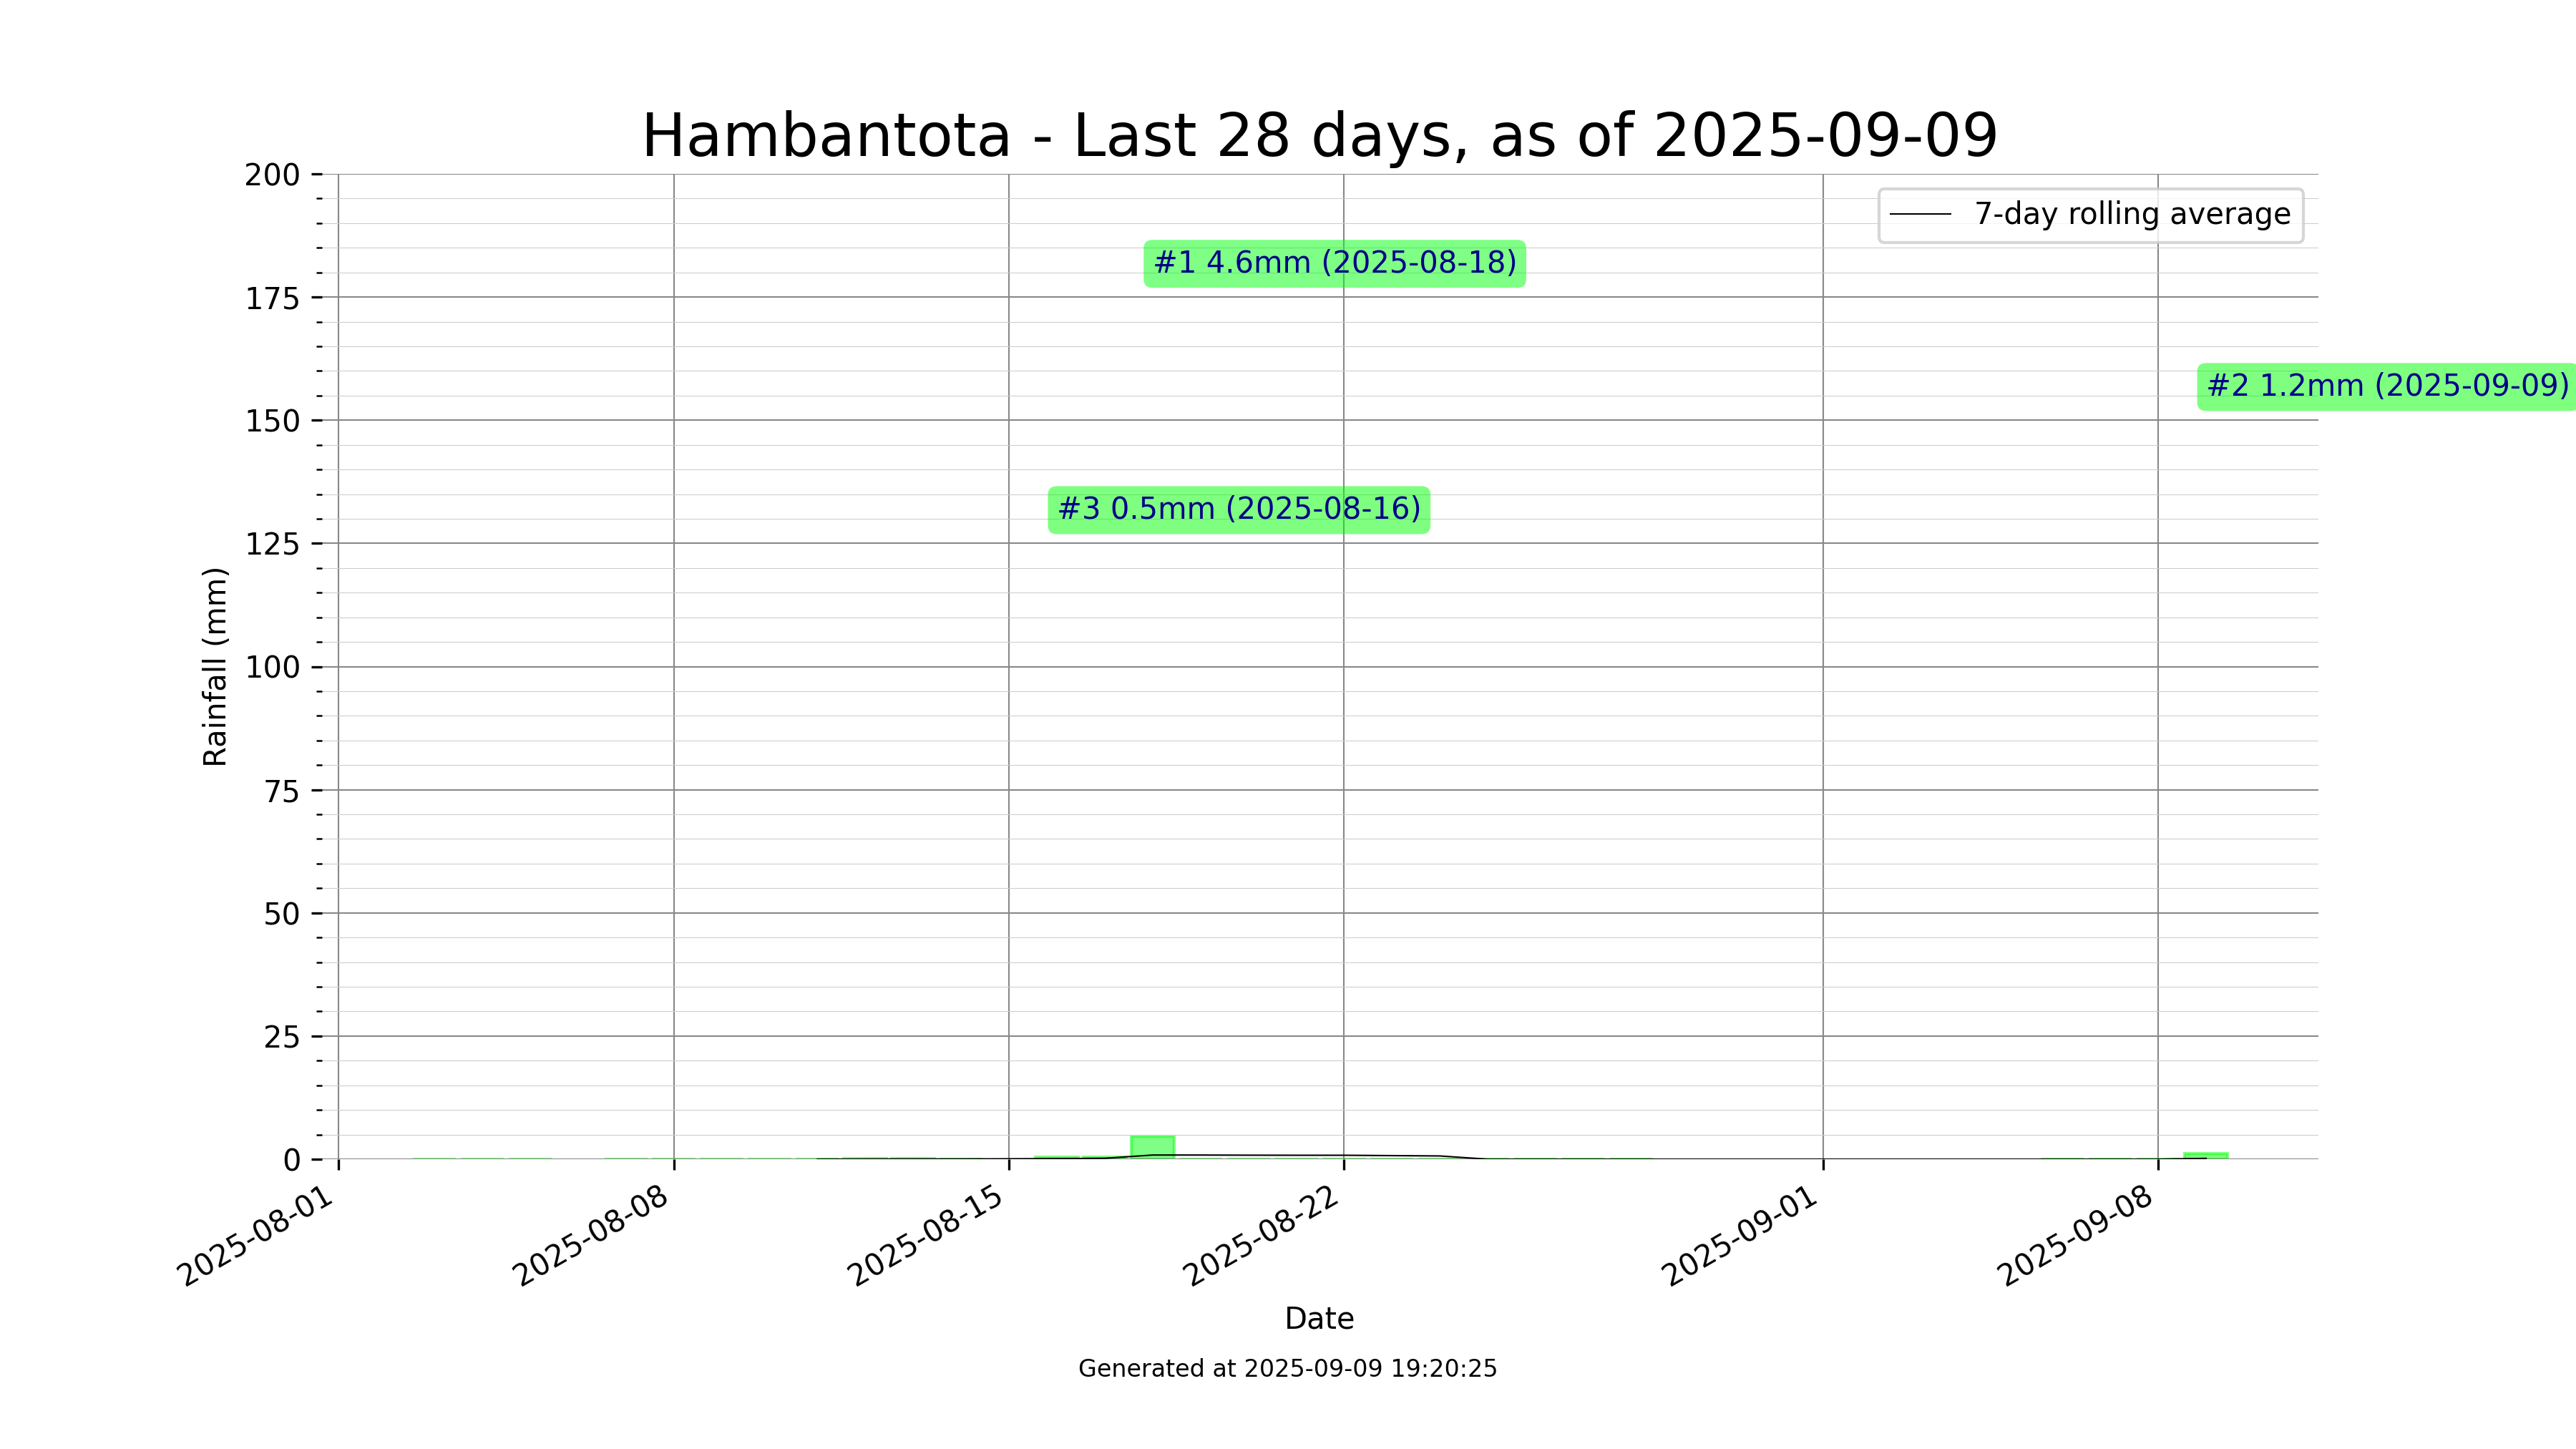 Hambantota - Last 28 days, as of 2025-09-09
200
175
150
125
100
75
50
25
0
Rainfall (mm)
7-day rolling average
#1 4.6mm (2025-08-18)
#2 1.2mm (2025-09-09)
#3 0.5mm (2025-08-16)
2025-08-01
2025-08-08
2025-08-15
2025-08-22
2025-09-01
2025-09-08
Date
Generated at 2025-09-09 19:20:25